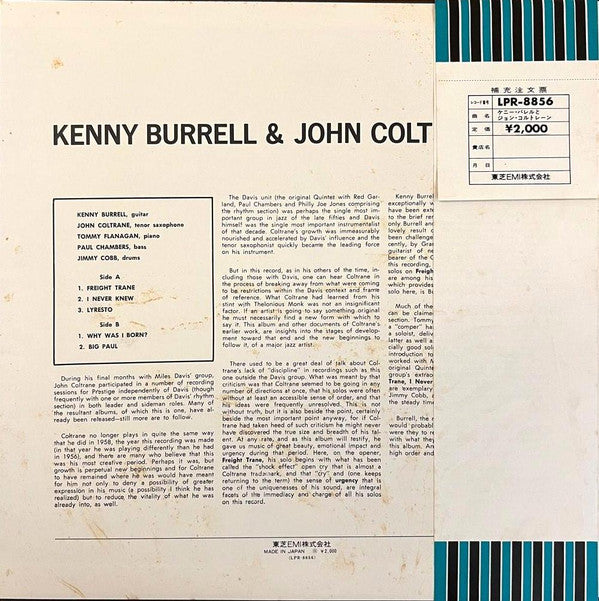 補充注文票
レコード番号 LPR-8856
曲名 ケニー・バレルと
ジョン・コルトレーン
定価 ¥2,000
貴店名
月日
東芝EMI株式会社
KENNY BURRELL & JOHN COLT
KENNY BURRELL, guitar
JOHN COLTRANE, tenor saxophone
TOMMY FLANAGAN, piano
PAUL CHAMBERS, bass
JIMMY COBB, drums
Side A
1. FREIGHT TRANE
2. I NEVER KNEW
3. LYRESTO
Side B
1. WHY WAS I BORN?
2. BIG PAUL
During his final months with Miles Davis' group,
John Coltrane participated in a number of recording
sessions for Prestige independently of Davis (though
frequently with one or more members of Davis' rhythm
section) in both leader and sideman roles. Many of
the resultant albums, of which this is one, have al-
ready been released—still more are to follow.
Coltrane no longer plays in quite the same way
that he did in 1958, the year this recording was made
(in that year he was playing differently than he had
in 1956), and there are many who believe that this
was his most creative period. Perhaps it was, but
growth is perpetual new beginnings and for Coltrane
to have remained where he was would have meant
for him not only to deny a possibility of greater
expression in his music (a possibility I think he has
realized) but to reduce the vitality of what he was
already into, as well.
The Davis unit (the original Quintet with Red Gar-
land, Paul Chambers and Philly Joe Jones comprising
the rhythm section) was perhaps the single most im-
portant group in jazz of the late fifties and Davis
himself was the single most important instrumentalist
of that decade. Coltrane's growth was immeasurably
nourished and accelerated by Davis' influence and the
tenor saxophonist quickly became the leading force
on his instrument.
But in this record, as in his others of the time, in-
cluding those with Davis, one can hear Coltrane in
the process of breaking away from what were coming
to be restrictions within the Davis context and frame
of reference. What Coltrane had learned from his
stint with Thelonious Monk was not an insignificant
factor. If an artist is going to say something original
he must necessarily find a new form with which to
say it. This album and other documents of Coltrane's
earlier work, are insights into the stages of develop-
ment toward that end and the new beginnings to
follow it, of a major jazz artist.
There used to be a great deal of talk about Col-
trane's lack of "discipline" in recordings such as this
one outside the Davis group. What was meant by that
criticism was that Coltrane seemed to be going in any
number of directions at once, that his solos were often
without at least an accessible sense of order, and that
his ideas were frequently unresolved. This is not
without truth, but it is also beside the point, certainly
beside the most important point anyway, for if Col-
trane had taken heed of such criticism he might never
have discovered the true size and breadth of his tal-
ent. At any rate, and as this album will testify, he
gave us music of great beauty, emotional impact and
urgency during that period. Here, on the opener,
Freight Trane, his solo begins with what has been
called the "shock effect" open cry that is almost a
Coltrane trademark, and that "cry" and (one keeps
returning to the term) the sense of urgency that is
one of the uniquenesses of his sound, are integral
facets of the immediacy and charge of all his solos
on this record.
Kenny Burrel
exceptionally w
have been exte
to the brief ren
only Burrell and
lovely result o
been challenge
cently, by Gran
guitarist of ne
bearer of the C
this recording,
solos on Freigh
are among his
which provides
solo here, is Bu
Much of the
can be claimed
section. Tommy
a "comper" ha
a soloist, deliver
latter as well as
cially good solo
introduction to
worked with M
original Quintet
group's extraor
Trane, I Never
are exemplary
Jimmy Cobb, a
the steady time
Burrell, the c
would probabl
were they to re
with what they
this album. An
high order and
東芝EMI株式会社
MADE IN JAPAN ¥2,000
(LPR-8856)